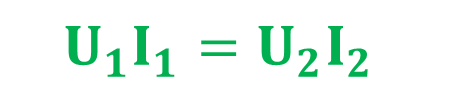 U₁I₁ = U₂I₂